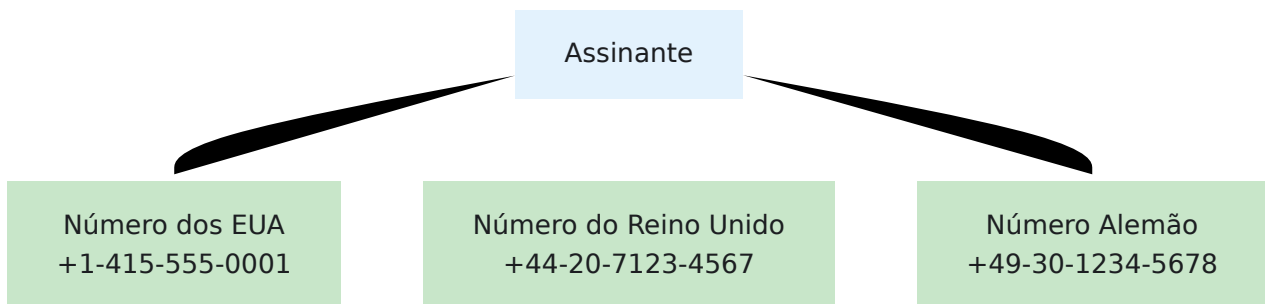 Assinante
Número dos EUA
+1-415-555-0001
Número do Reino Unido
+44-20-7123-4567
Número Alemão
+49-30-1234-5678